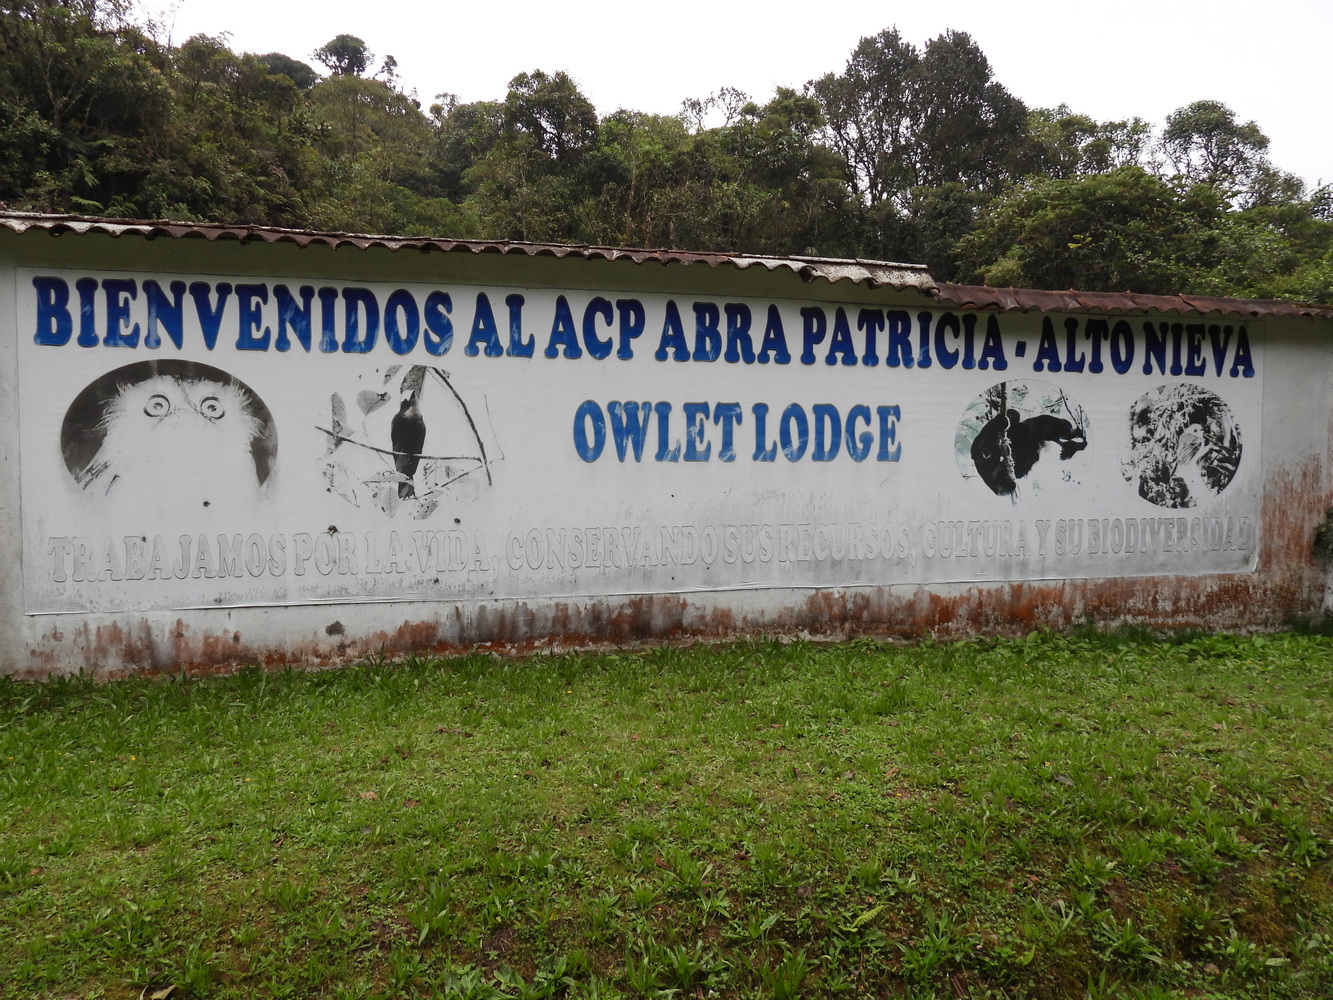 BIENVENIDOS AL ACP ABRA PATRICIA - ALTO NIEVA
OWLET LODGE
TRABAJAMOS POR LA VIDA, CONSERVANDO SUS RECURSOS, CULTURA Y SU BIODIVERSIDAD